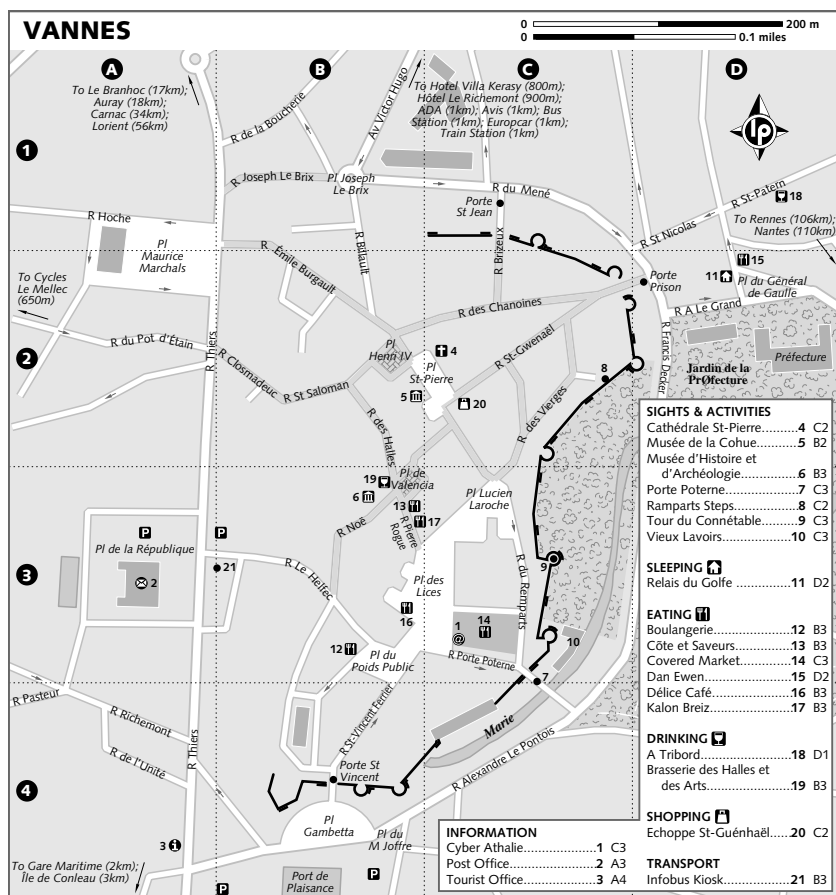 VANNES
0 200 m
0 0.1 miles
A
B
C
D
1
2
3
4
To Le Branhoc (17km);
Auray (18km);
Carnac (34km);
Lorient (56km)
R de la Boucherie
Av Victor Hugo
To Hotel Villa Kerasy (800m);
Hôtel Le Richemont (900m);
ADA (1km); Avis (1km); Bus
Station (1km); Europcar (1km);
Train Station (1km)
lp
R Joseph Le Brix
Pl Joseph
Le Brix
R du Mené
Porte
St Jean
R St-Patern
18
R Hoche
Pl
Maurice
Marchals
R Émile Burgault
R Billault
R Brizeux
R St Nicolas
To Rennes (106km);
Nantes (110km)
15
11
Pl du Général
de Gaulle
Porte
Prison
R A Le Grand
To Cycles
Le Mellec
(650m)
R du Pot d'Étain
R Thiers
R Closmadeuc
R des Chanoines
Pl
Henri IV
4
R St-Gwenaël
R Francis Decker
Préfecture
Jardin de la
PrØfecture
Pl
St-Pierre
R St Saloman
5
20
8
R des Vierges
R des Halles
19
Pl de
Valencia
6
13
17
R Noë
R Pierre
Rogue
Pl Lucien
Laroche
P
P
Pl de la République
2
21
R Le Helfec
Pl des
Lices
R du Remparts
9
16
1
@
14
10
12
Pl du
Poids Public
R Porte Poterne
7
R Pasteur
R Richemont
R de l'Unité
R Thiers
R St-Vincent Ferrier
Marie
R Alexandre Le Pontois
Porte St
Vincent
Pl
Gambetta
Pl du
M Joffre
3
To Gare Maritime (2km);
Île de Conleau (3km)
P
P
Port de
Plaisance
SIGHTS & ACTIVITIES
Cathédrale St-Pierre..........4 C2
Musée de la Cohue...........5 B2
Musée d'Histoire et
d'Archéologie.................6 B3
Porte Poterne...................7 C3
Ramparts Steps.................8 C2
Tour du Connétable..........9 C3
Vieux Lavoirs...................10 C3
SLEEPING
Relais du Golfe ................11 D2
EATING
Boulangerie.....................12 B3
Côte et Saveurs...............13 B3
Covered Market...............14 C3
Dan Ewen.......................15 D2
Délice Café.....................16 B3
Kalon Breiz......................17 B3
DRINKING
A Tribord........................18 D1
Brasserie des Halles et
des Arts........................19 B3
SHOPPING
Echoppe St-Guénhaël......20 C2
TRANSPORT
Infobus Kiosk..................21 B3
INFORMATION
Cyber Athalie....................1 C3
Post Office........................2 A3
Tourist Office....................3 A4